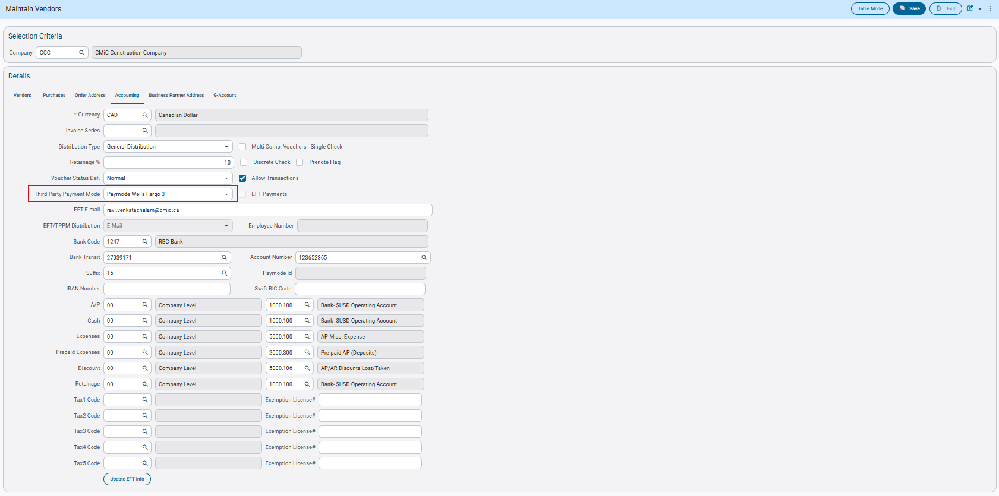 Maintain Vendors
Table Mode Save Exit
Selection Criteria
Company CCC CMiC Construction Company
Details
Vendors Purchases Order Address Accounting Business Partner Address G-Account
* Currency CAD Canadian Dollar
Invoice Series
Distribution Type General Distribution Multi Comp. Vouchers - Single Check
Retainage % 10 Discrete Check Prenote Flag
Voucher Status Def. Normal Allow Transactions
Third Party Payment Mode Paymode Wells Fargo 3 EFT Payments
EFT E-mail ravi.venkatachalam@cmic.ca
EFT/TPPM Distribution E-Mail Employee Number
Bank Code 1247 RBC Bank
Bank Transit 27039171 Account Number 123652365
Suffix 15 Paymode Id
IBAN Number Swift BIC Code
A/P 00 Company Level 1000.100 Bank- $USD Operating Account
Cash 00 Company Level 1000.100 Bank- $USD Operating Account
Expenses 00 Company Level 5000.100 AP Misc. Expense
Prepaid Expenses 00 Company Level 2000.300 Pre-paid AP (Deposits)
Discount 00 Company Level 5000.106 AP/AR Disounts Lost/Taken
Retainage 00 Company Level 1000.100 Bank- $USD Operating Account
Tax1 Code Exemption License#
Tax2 Code Exemption License#
Tax3 Code Exemption License#
Tax4 Code Exemption License#
Tax5 Code Exemption License#
Update EFT Info